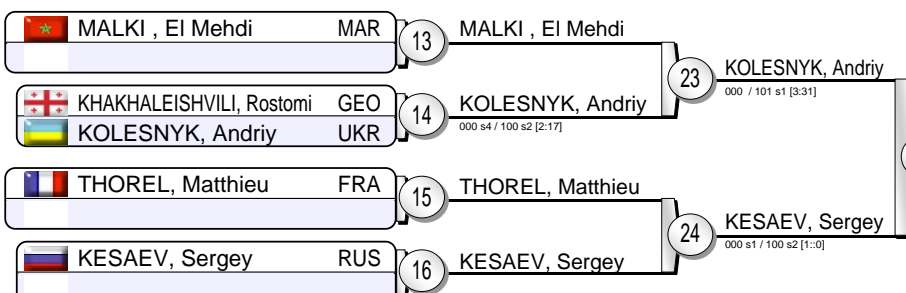 MALKI , El Mehdi MAR
13
MALKI , El Mehdi
KHAKHALEISHVILI, Rostomi GEO
KOLESNYK, Andriy UKR
14
KOLESNYK, Andriy
000 s4 / 100 s2 [2:17]
23
KOLESNYK, Andriy
000 / 101 s1 [3:31]
THOREL, Matthieu FRA
15
THOREL, Matthieu
KESAEV, Sergey RUS
16
KESAEV, Sergey
24
KESAEV, Sergey
000 s1 / 100 s2 [1::0]